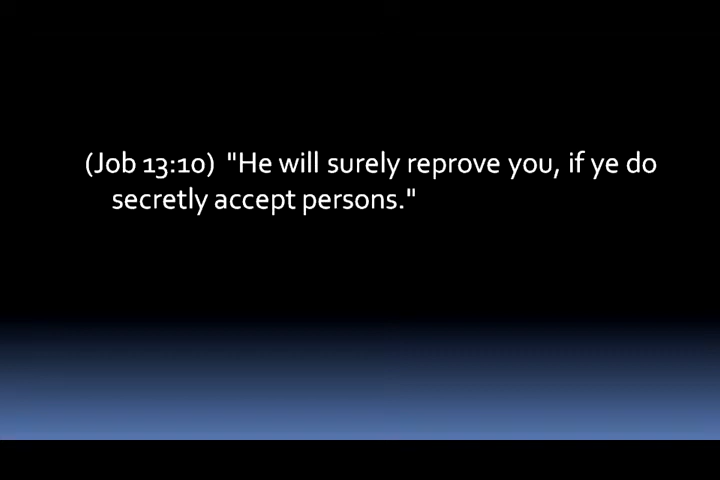 (Job 13:10)  "He will surely reprove you, if ye do
secretly accept persons."